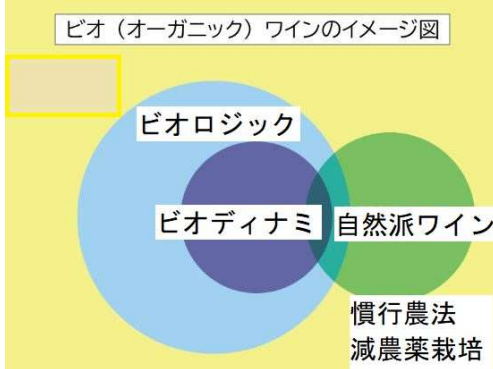 ビオ（オーガニック）ワインのイメージ図
ビオロジック
ビオディナミ
自然派ワイン
慣行農法
減農薬栽培